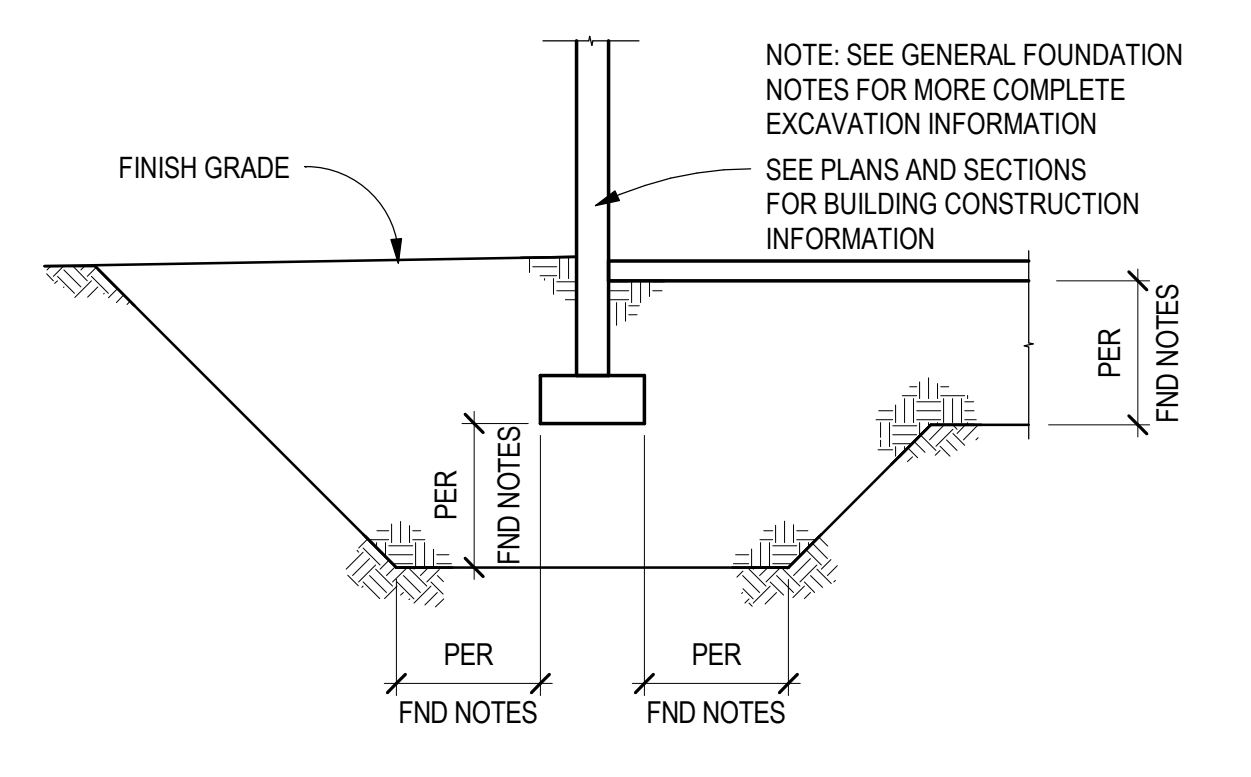 NOTE: SEE GENERAL FOUNDATION
NOTES FOR MORE COMPLETE
EXCAVATION INFORMATION
FINISH GRADE
SEE PLANS AND SECTIONS
FOR BUILDING CONSTRUCTION
INFORMATION
PER
FND NOTES
PER
FND NOTES
PER
FND NOTES
PER
FND NOTES